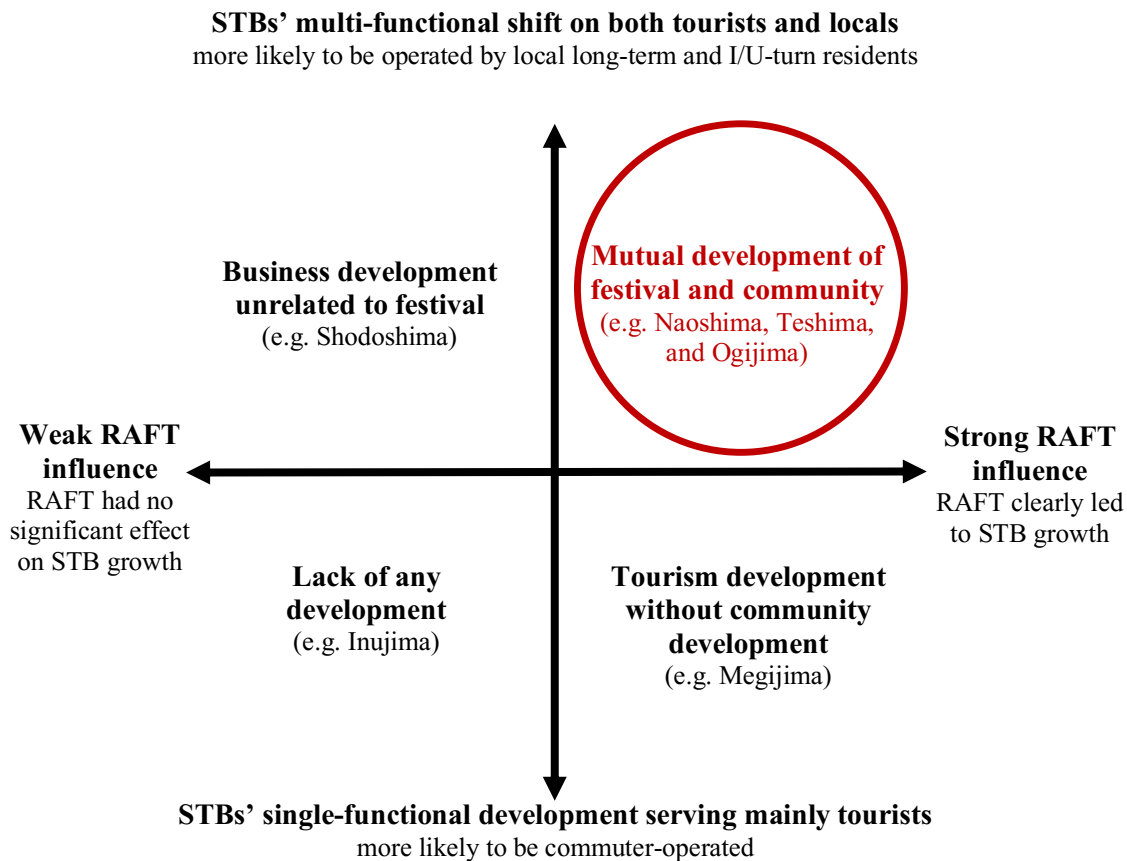 STBs’ multi-functional shift on both tourists and locals
more likely to be operated by local long-term and I/U-turn residents
Business development
unrelated to festival
(e.g. Shodoshima)
Mutual development of
festival and community
(e.g. Naoshima, Teshima,
and Ogijima)
Weak RAFT
influence
RAFT had no
significant effect
on STB growth
Strong RAFT
influence
RAFT clearly led
to STB growth
Lack of any
development
(e.g. Inujima)
Tourism development
without community
development
(e.g. Megijima)
STBs’ single-functional development serving mainly tourists
more likely to be commuter-operated